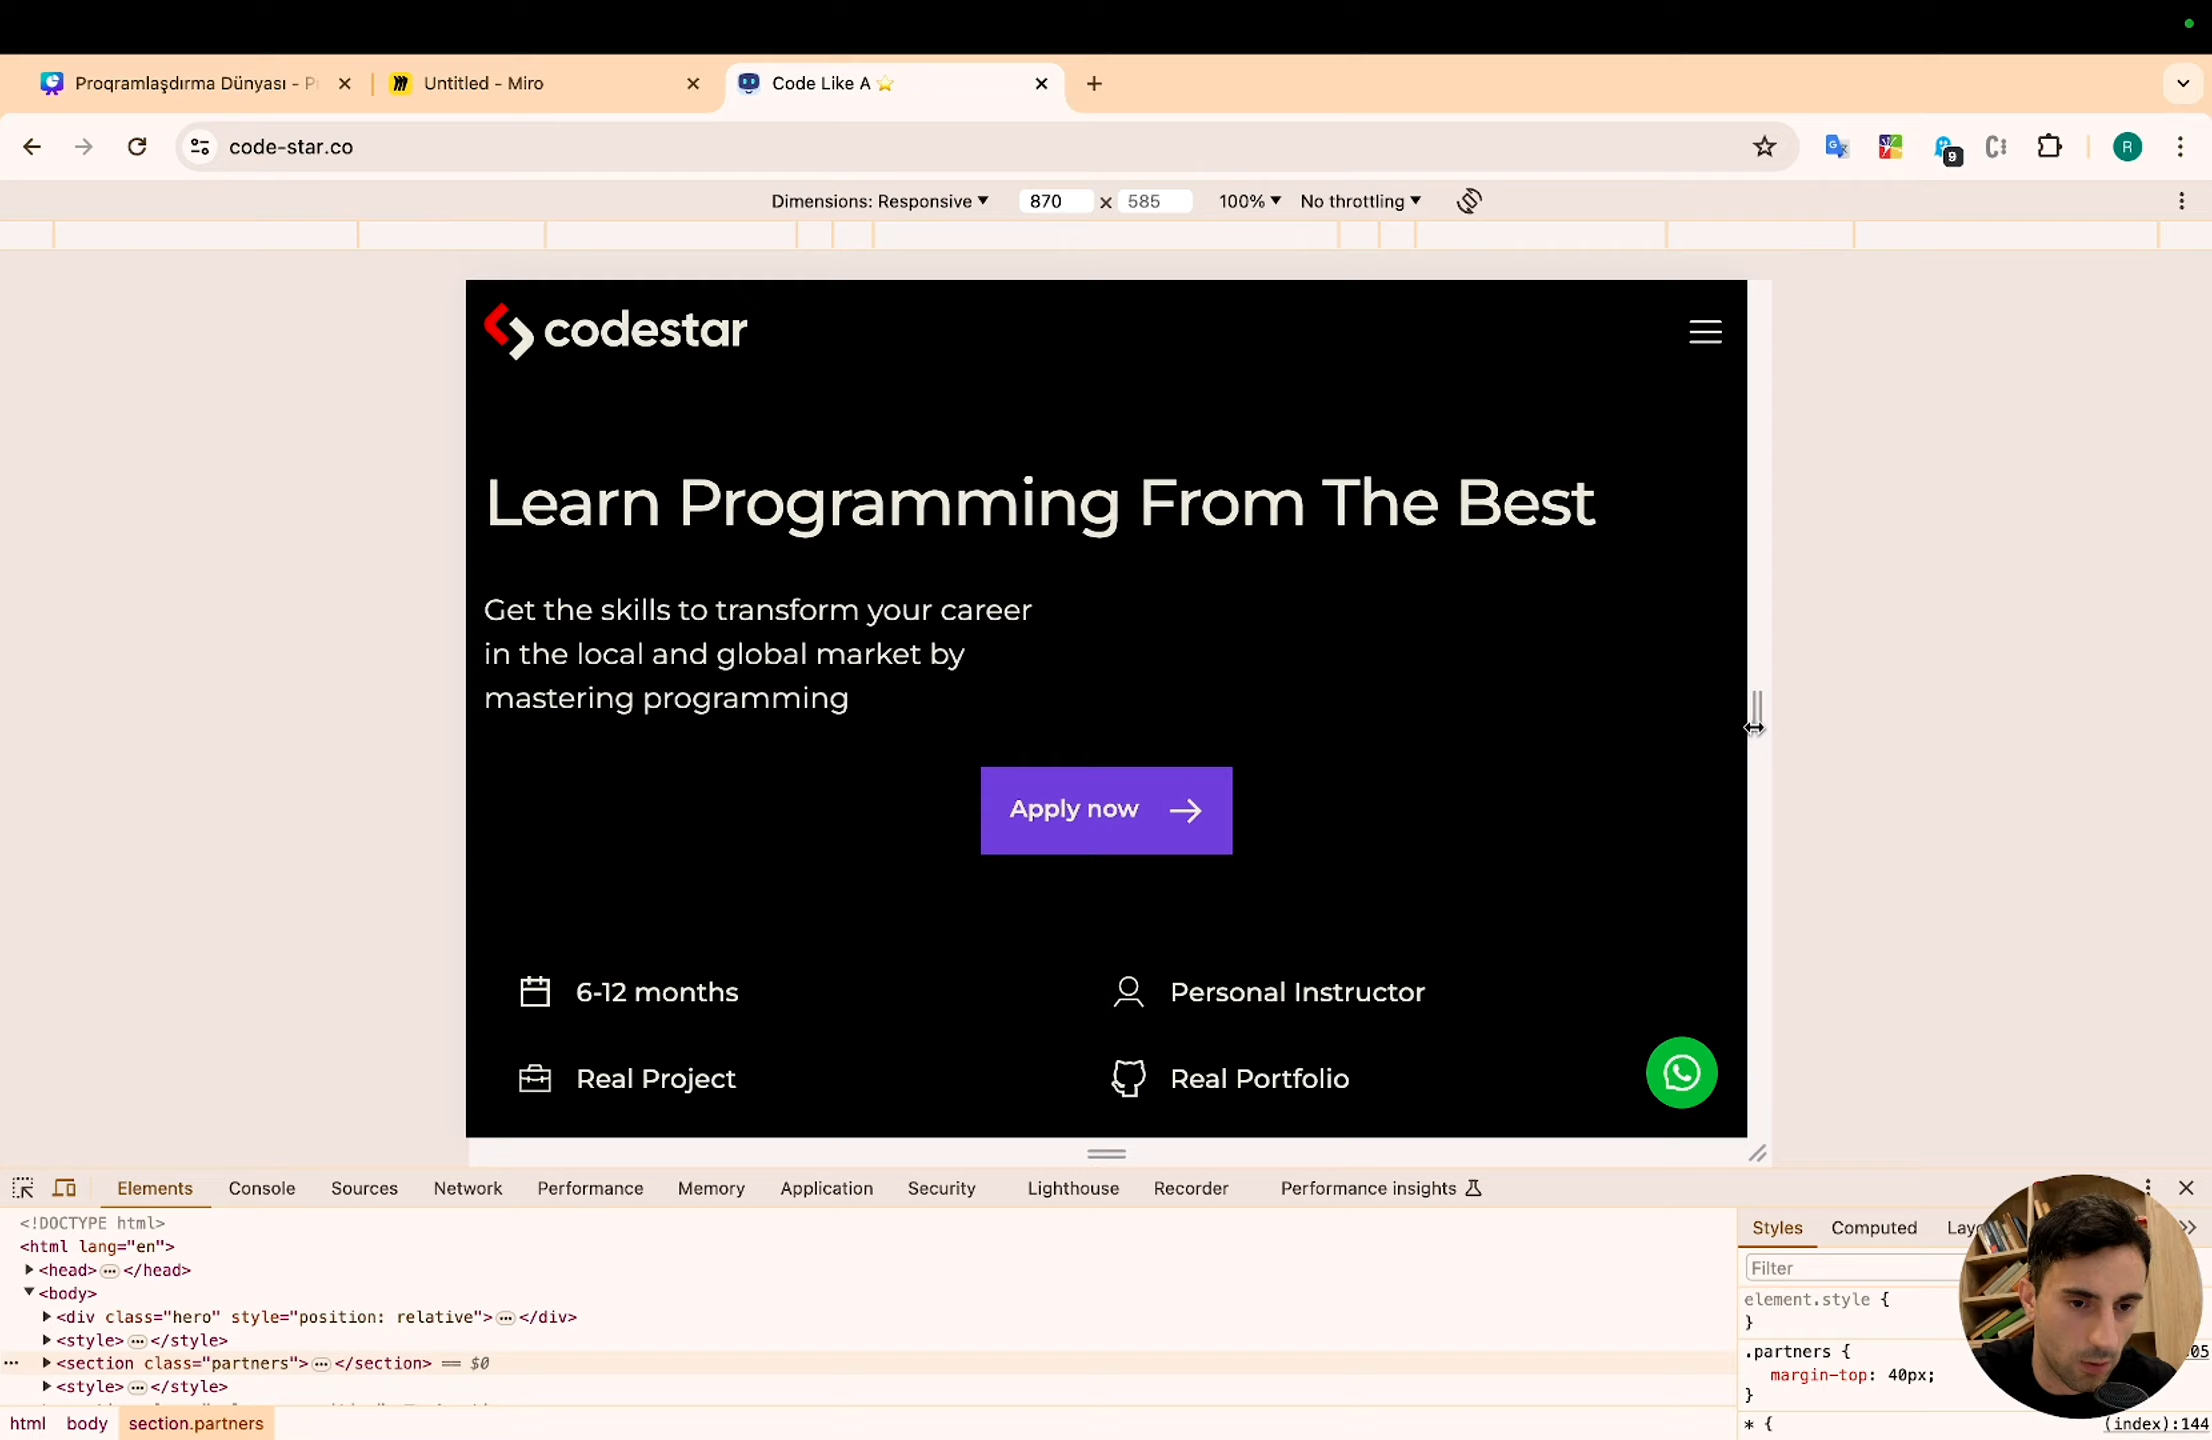 Proqramlaşdırma Dünyası - P
Untitled - Miro
Code Like A ⭐
code-star.co
9
R
Dimensions: Responsive
870
x
585
100%
No throttling
codestar
Learn Programming From The Best
Get the skills to transform your career
in the local and global market by
mastering programming
Apply now
6-12 months
Personal Instructor
Real Project
Real Portfolio
Elements
Console
Sources
Network
Performance
Memory
Application
Security
Lighthouse
Recorder
Performance insights
<!DOCTYPE html>
<html lang="en">
<head>…</head>
<body>
<div class="hero" style="position: relative">…</div>
<style>…</style>
… <section class="partners">…</section> == $0
<style>…</style>
html body section.partners
Styles
Computed
Lay
Filter
element.style {
}
.partners {
05
margin-top: 40px;
}
* {
(index):144